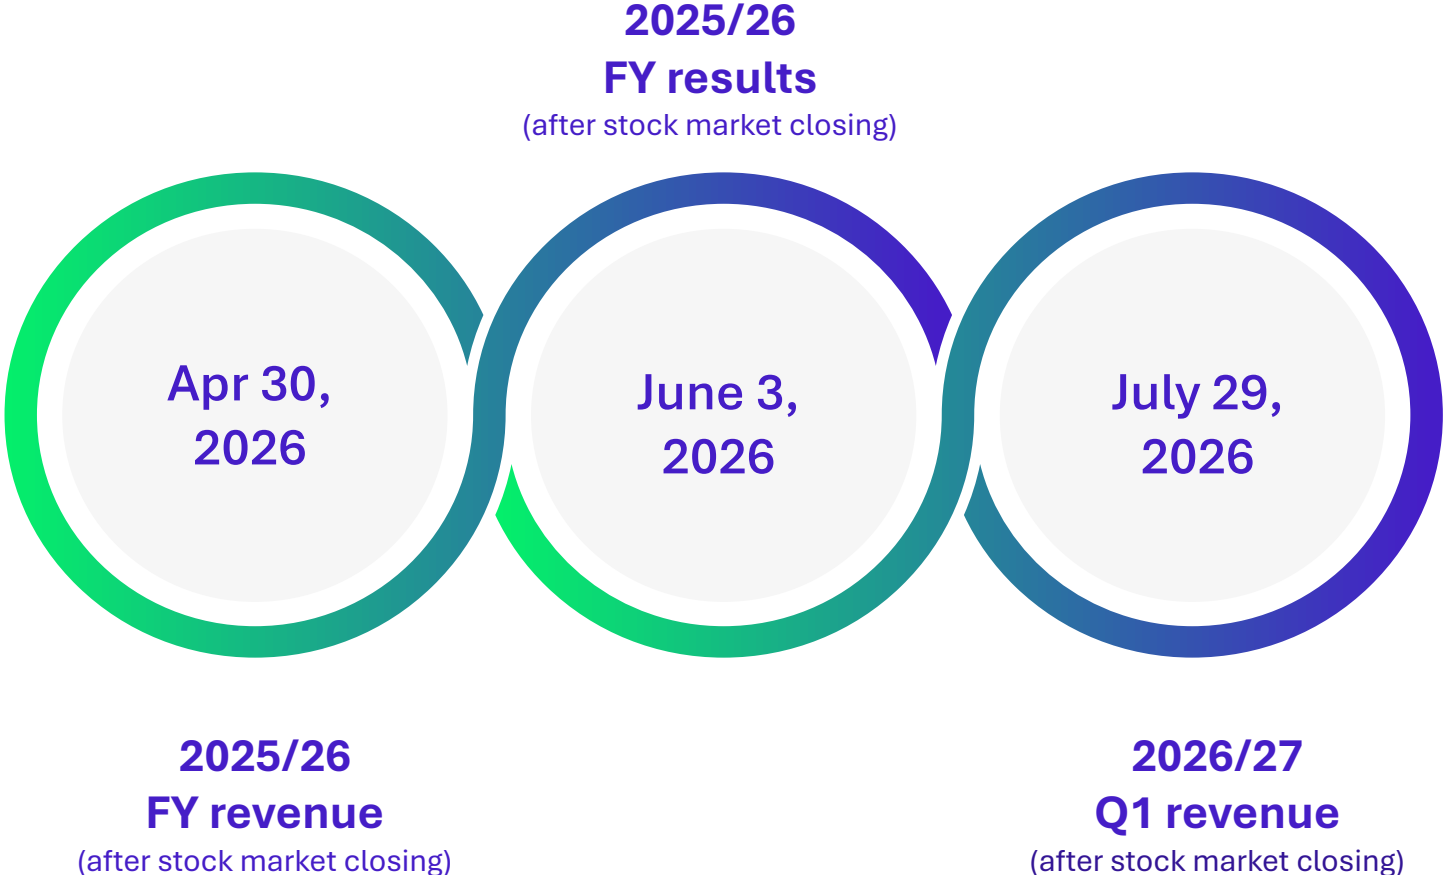 2025/26
FY results
(after stock market closing)
Apr 30,
2026
June 3,
2026
July 29,
2026
2025/26
FY revenue
(after stock market closing)
2026/27
Q1 revenue
(after stock market closing)